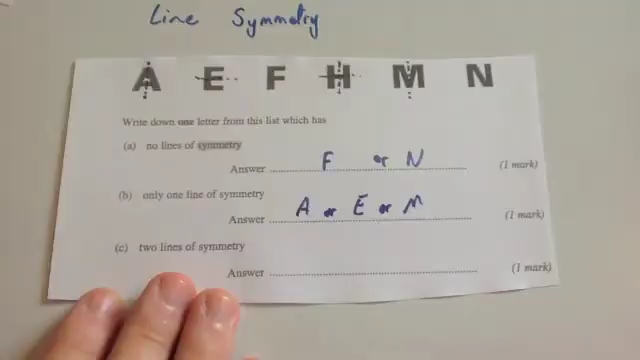 Line Symmetry
A E F H M N
Write down one letter from this list which has
(a) no lines of symmetry
Answer F or N (1 mark)
(b) only one line of symmetry
Answer A or E or M (1 mark)
(c) two lines of symmetry
Answer (1 mark)